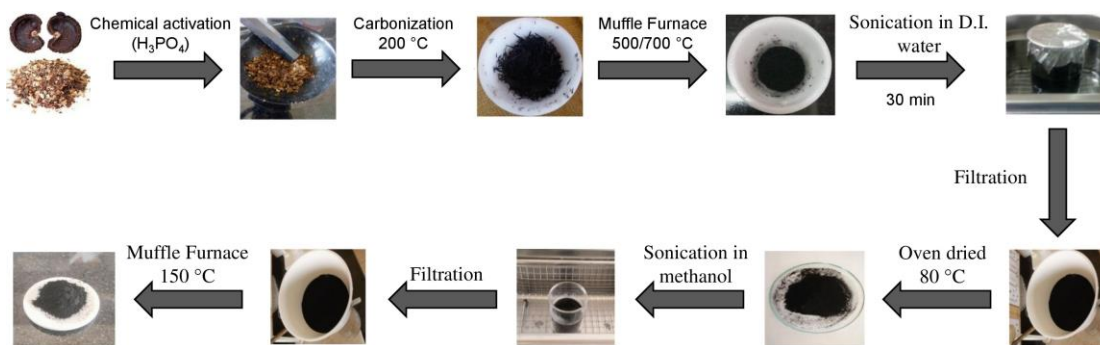 Chemical activation
(H₃PO₄)
Carbonization
200 °C
Muffle Furnace
500/700 °C
Sonication in D.I.
water
30 min
Filtration
Oven dried
80 °C
Sonication in
methanol
Filtration
Muffle Furnace
150 °C